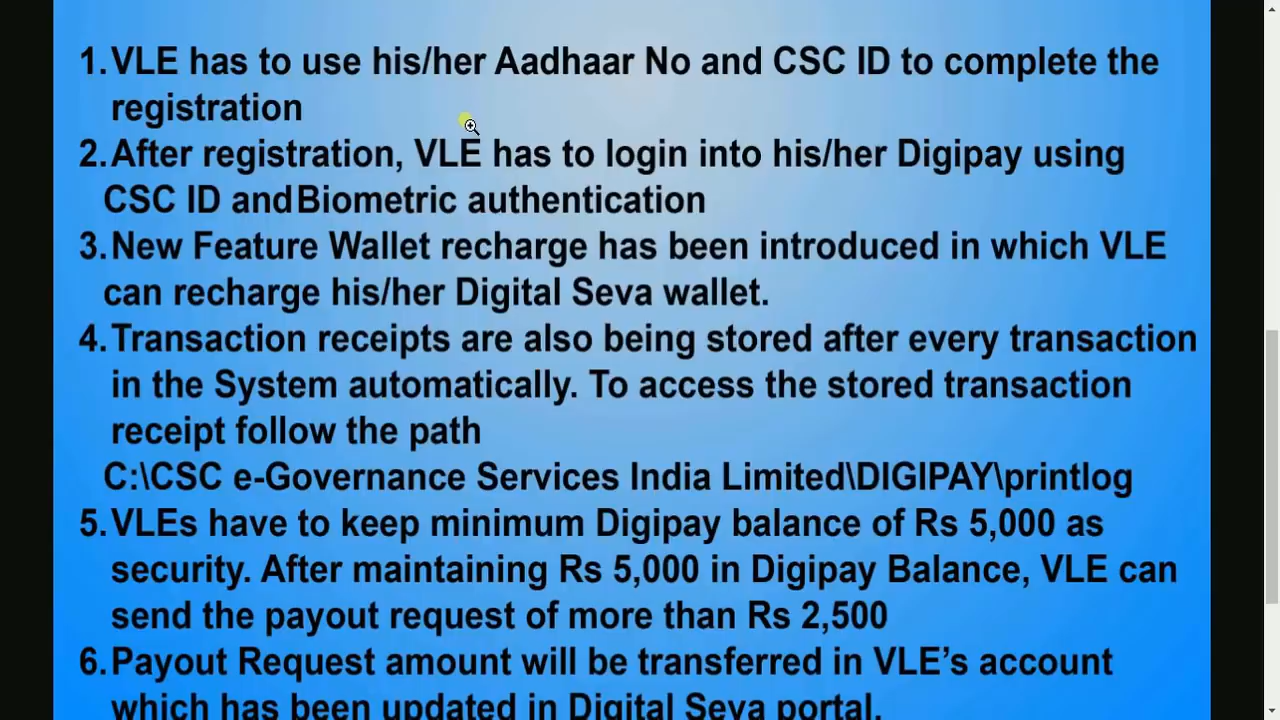 1.VLE has to use his/her Aadhaar No and CSC ID to complete the
registration
2.After registration, VLE has to login into his/her Digipay using
CSC ID and Biometric authentication
3.New Feature Wallet recharge has been introduced in which VLE
can recharge his/her Digital Seva wallet.
4.Transaction receipts are also being stored after every transaction
in the System automatically. To access the stored transaction
receipt follow the path
C:\CSC e-Governance Services India Limited\DIGIPAY\printlog
5.VLEs have to keep minimum Digipay balance of Rs 5,000 as
security. After maintaining Rs 5,000 in Digipay Balance, VLE can
send the payout request of more than Rs 2,500
6.Payout Request amount will be transferred in VLE’s account
which has been updated in Digital Seva portal.